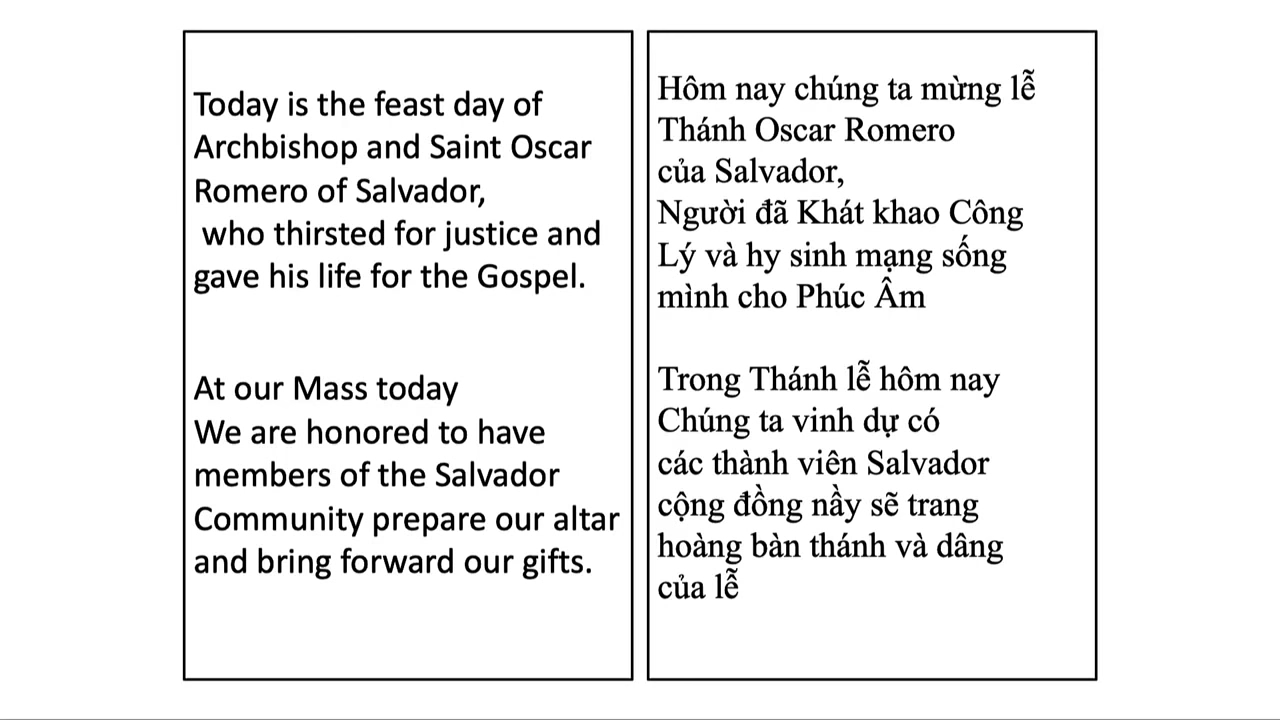 Today is the feast day of
Archbishop and Saint Oscar
Romero of Salvador,
who thirsted for justice and
gave his life for the Gospel.
At our Mass today
We are honored to have
members of the Salvador
Community prepare our altar
and bring forward our gifts.
Hôm nay chúng ta mừng lễ
Thánh Oscar Romero
của Salvador,
Người đã Khát khao Công
Lý và hy sinh mạng sống
mình cho Phúc Âm
Trong Thánh lễ hôm nay
Chúng ta vinh dự có
các thành viên Salvador
cộng đồng nầy sẽ trang
hoàng bàn thánh và dâng
của lễ